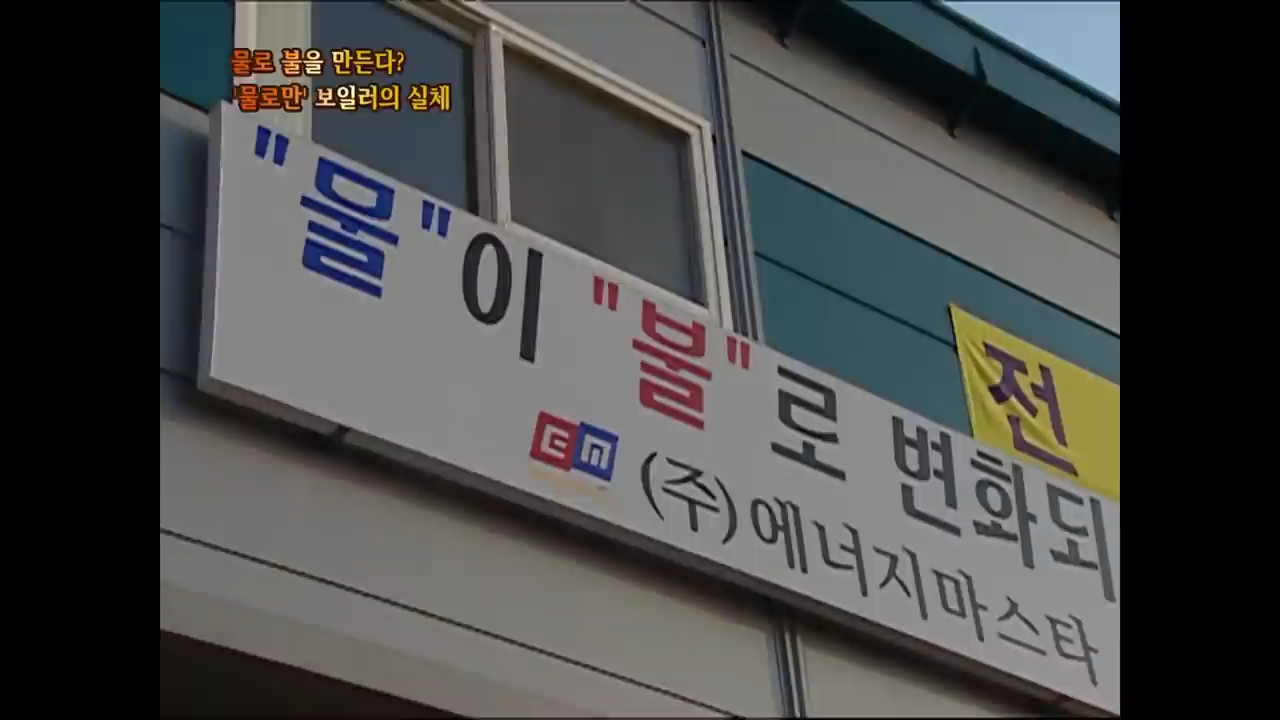 물로 불을 만든다?
'물로만' 보일러의 실체
"물"이 "불"로 변화되
EM (주)에너지마스타
전